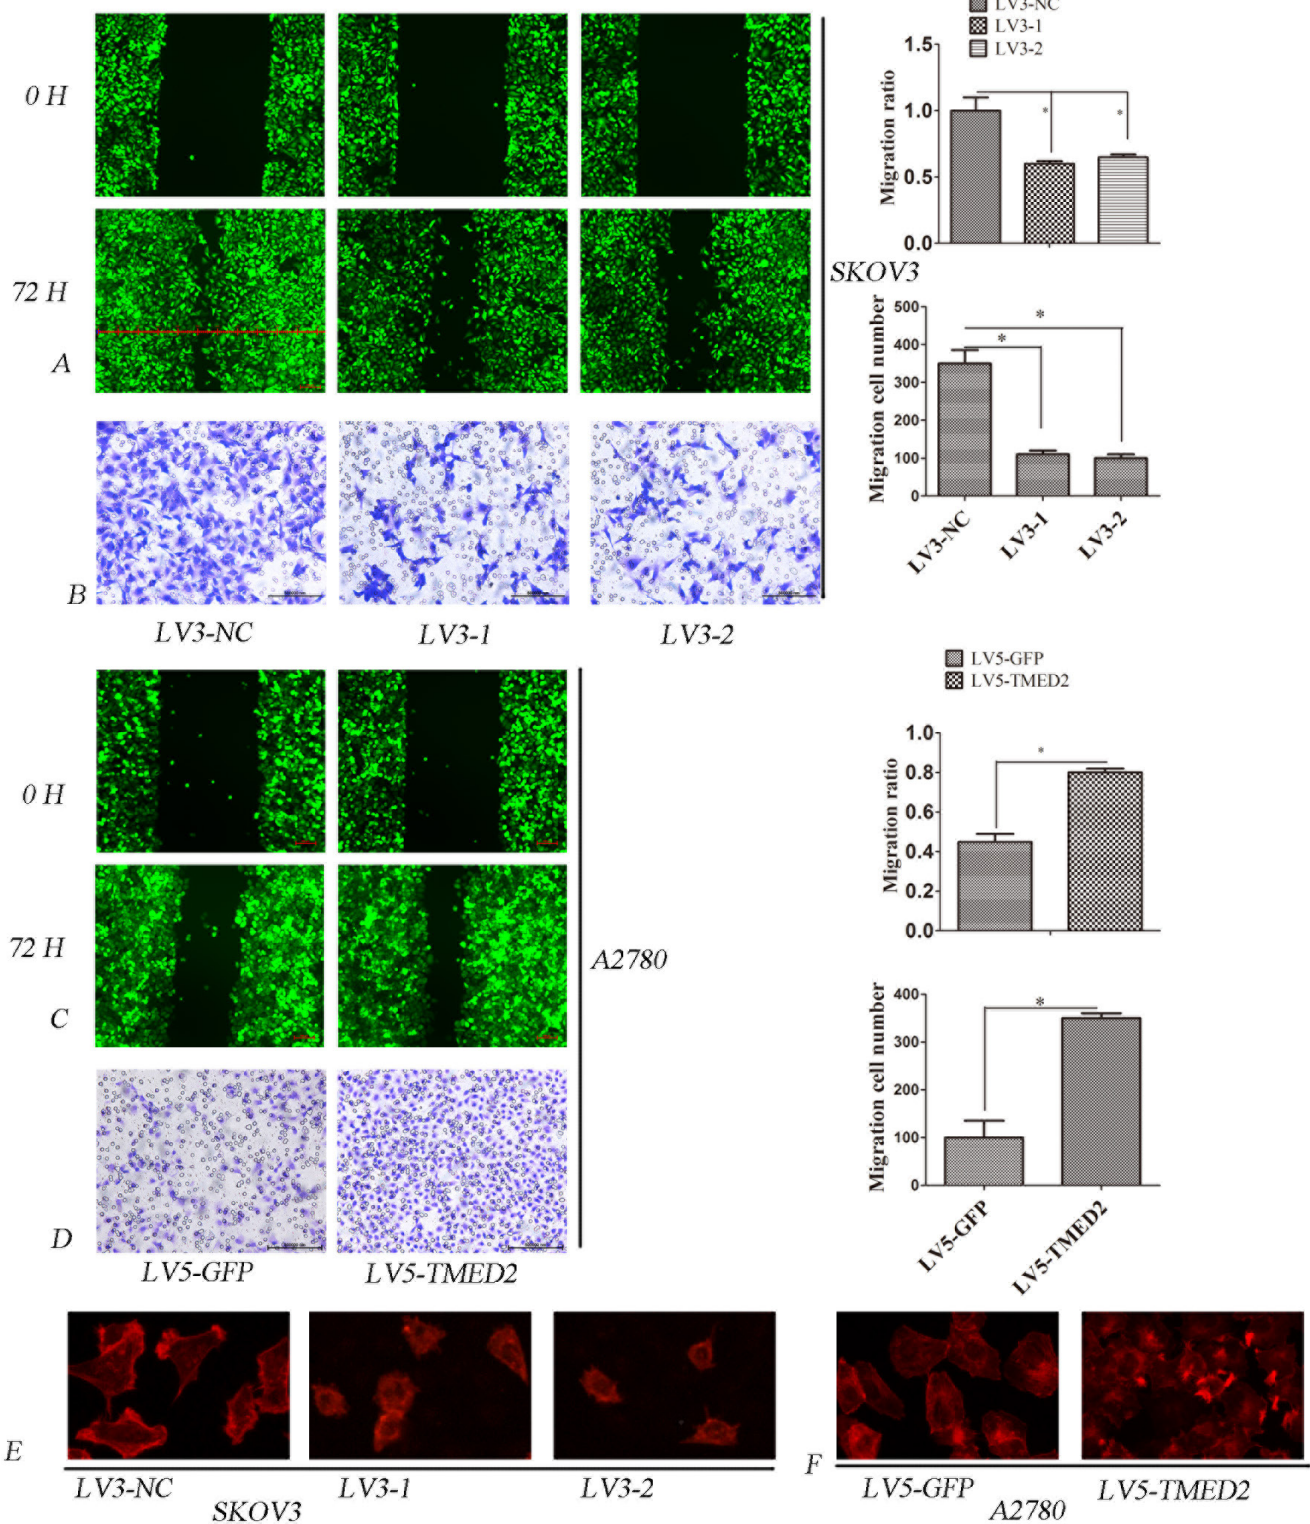 LV3-NC
LV3-1
LV3-2
0 H
72 H
A
SKOV3
Migration ratio
1.5
1.0
0.5
0.0
*
*
Migration cell number
500
400
300
200
100
0
*
*
LV3-NC
LV3-1
LV3-2
B
LV3-NC
LV3-1
LV3-2
LV5-GFP
LV5-TMED2
0 H
72 H
C
A2780
Migration ratio
1.0
0.8
0.6
0.4
0.2
0.0
*
Migration cell number
400
300
200
100
0
*
LV5-GFP
LV5-TMED2
D
LV5-GFP
LV5-TMED2
E
LV3-NC
LV3-1
LV3-2
SKOV3
F
LV5-GFP
LV5-TMED2
A2780